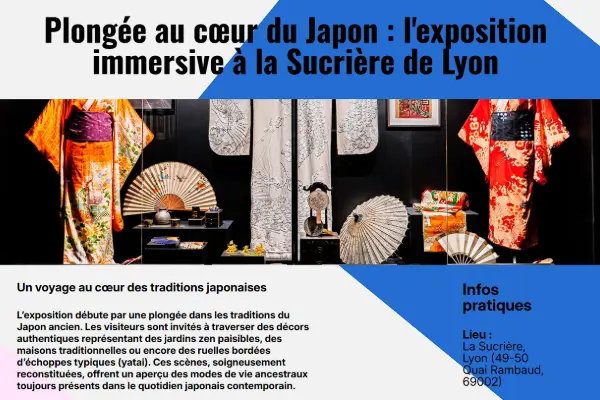 Plongée au cœur du Japon : l'exposition
immersive à la Sucrière de Lyon
Un voyage au cœur des traditions japonaises
L'exposition débute par une plongée dans les traditions du
Japon ancien. Les visiteurs sont invités à traverser des décors
authentiques représentant des jardins zen paisibles, des
maisons traditionnelles ou encore des ruelles bordées
d'échoppes typiques (yatai). Ces scènes, soigneusement
reconstituées, offrent un aperçu des modes de vie ancestraux
toujours présents dans le quotidien japonais contemporain.
Infos
pratiques
Lieu :
La Sucrière,
Lyon (49-50
Quai Rambaud,
69002)